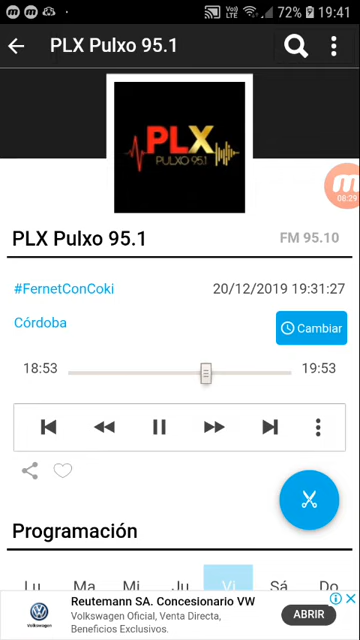 72% 19:41
PLX Pulxo 95.1
PLX
PULXO 95.1
08:29
PLX Pulxo 95.1
FM 95.10
#FernetConCoki
20/12/2019 19:31:27
Córdoba
Cambiar
18:53
19:53
Programación
Lu Ma Mi Ju Vi Sá Do
Reutemann SA. Concesionario VW
Volkswagen Oficial, Venta Directa,
Beneficios Exclusivos.
ABRIR